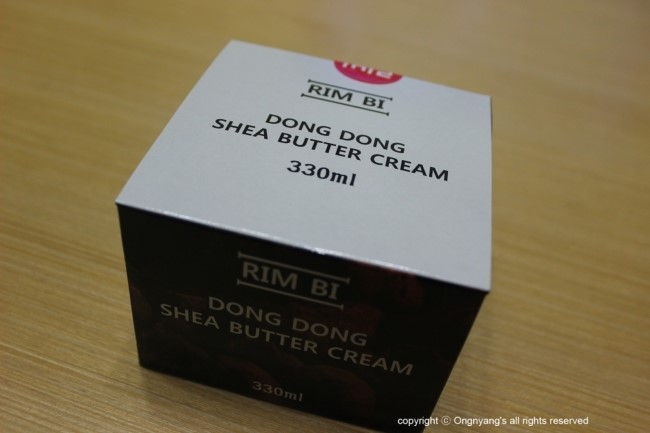 RIM BI
DONG DONG
SHEA BUTTER CREAM
330ml
RIM BI
DONG DONG
SHEA BUTTER CREAM
330ml
copyright ⓒ Ongnyang's all rights reserved